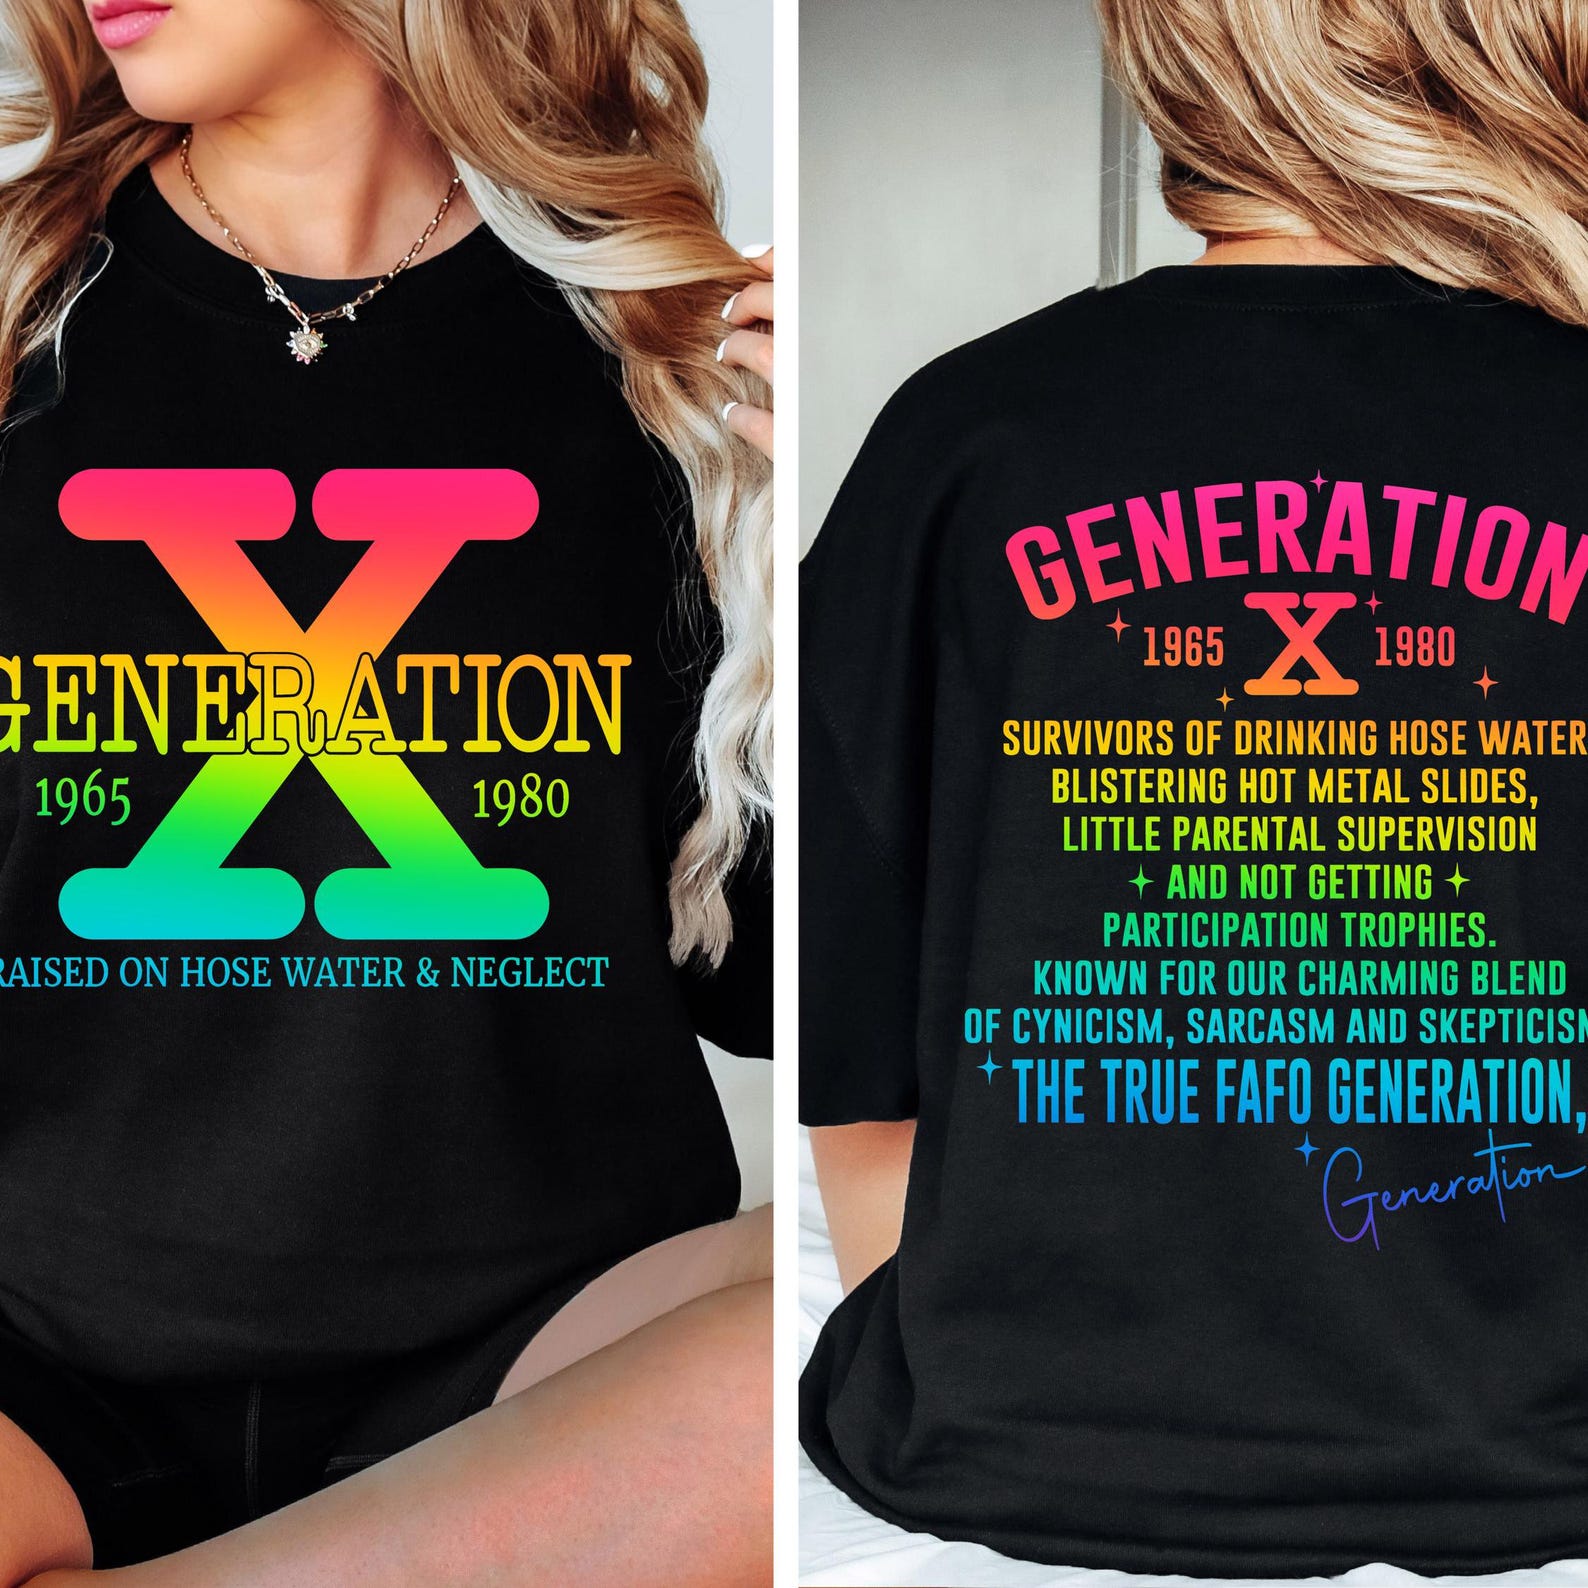 X
GENERATION
1965 1980
RAISED ON HOSE WATER & NEGLECT
GENERATION
1965 X 1980
SURVIVORS OF DRINKING HOSE WATER
BLISTERING HOT METAL SLIDES,
LITTLE PARENTAL SUPERVISION
AND NOT GETTING
PARTICIPATION TROPHIES.
KNOWN FOR OUR CHARMING BLEND
OF CYNICISM, SARCASM AND SKEPTICISM
THE TRUE FAFO GENERATION,
Generation